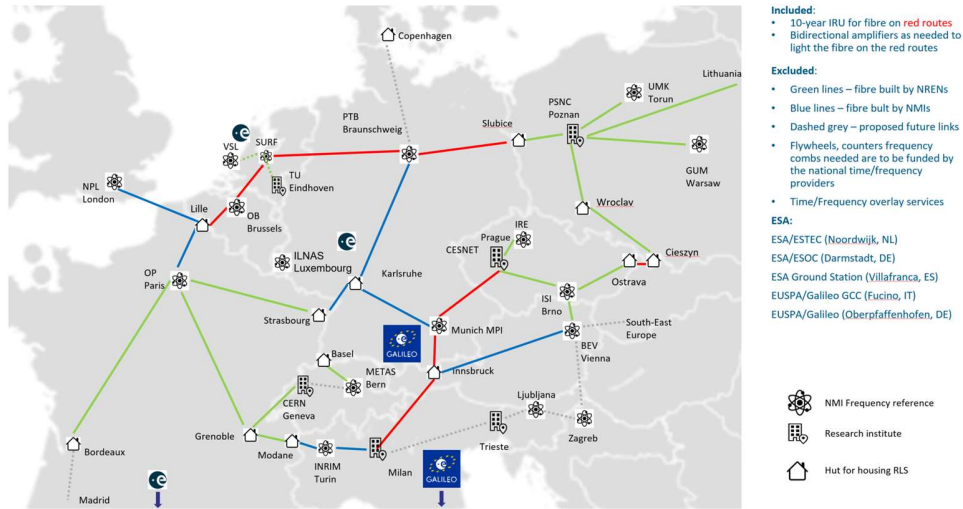 Copenhagen
Lithuania
UMK
Torun
PSNC
Poznan
PTB
Braunschweig
Slubice
VSL
SURF
TU
Eindhoven
GUM
Warsaw
NPL
London
Lille
OB
Brussels
Wroclav
IRE
Prague
CESNET
Cieszyn
ILNAS
Luxembourg
Karlsruhe
Ostrava
OP
Paris
ISI
Brno
Strasbourg
Munich MPI
South-East
Europe
BEV
Vienna
GALILEO
Basel
METAS
Bern
Innsbruck
CERN
Geneva
Ljubljana
Grenoble
Zagreb
Trieste
Modane
Bordeaux
INRIM
Turin
Milan
GALILEO
Madrid
Included:
• 10-year IRU for fibre on red routes
• Bidirectional amplifiers as needed to
light the fibre on the red routes
Excluded:
• Green lines – fibre built by NRENs
• Blue lines – fibre built by NMIs
• Dashed grey – proposed future links
• Flywheels, counters frequency
combs needed are to be funded by
the national time/frequency
providers
• Time/Frequency overlay services
ESA:
ESA/ESTEC (Noordwijk, NL)
ESA/ESOC (Darmstadt, DE)
ESA Ground Station (Villafranca, ES)
EUSPA/Galileo GCC (Fucino, IT)
EUSPA/Galileo (Oberpfaffenhofen, DE)
NMI Frequency reference
Research institute
Hut for housing RLS